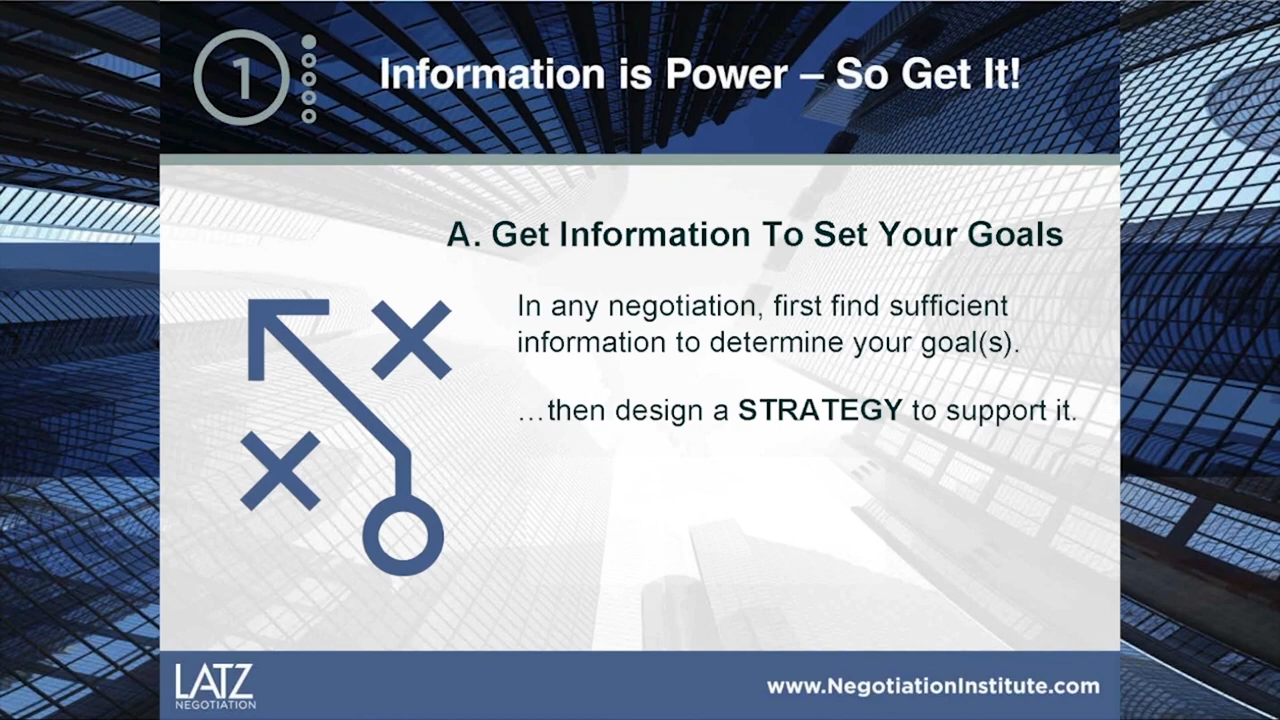 1
Information is Power – So Get It!
A. Get Information To Set Your Goals
In any negotiation, first find sufficient
information to determine your goal(s).
…then design a STRATEGY to support it.
LATZ
NEGOTIATION
www.NegotiationInstitute.com